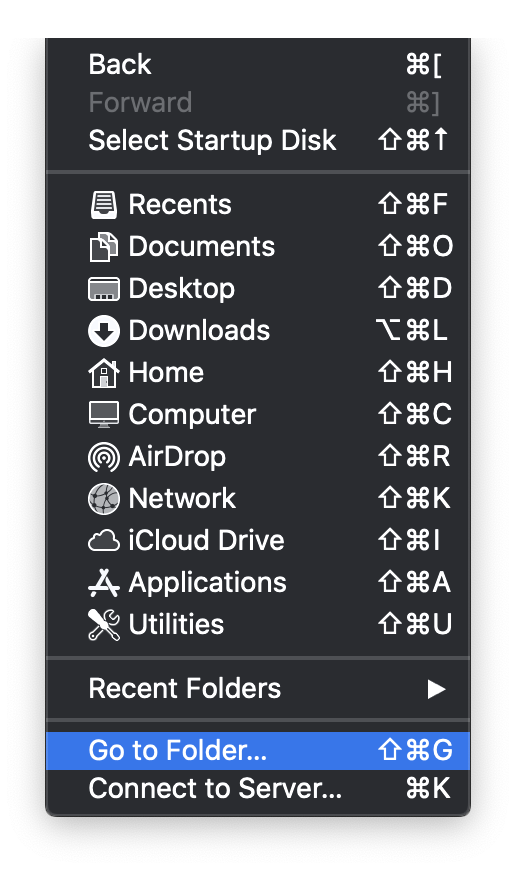 Back ⌘[
Forward ⌘]
Select Startup Disk ⇧⌘↑
Recents ⇧⌘F
Documents ⇧⌘O
Desktop ⇧⌘D
Downloads ⌥⌘L
Home ⇧⌘H
Computer ⇧⌘C
AirDrop ⇧⌘R
Network ⇧⌘K
iCloud Drive ⇧⌘I
Applications ⇧⌘A
Utilities ⇧⌘U
Recent Folders ▶
Go to Folder... ⇧⌘G
Connect to Server... ⌘K